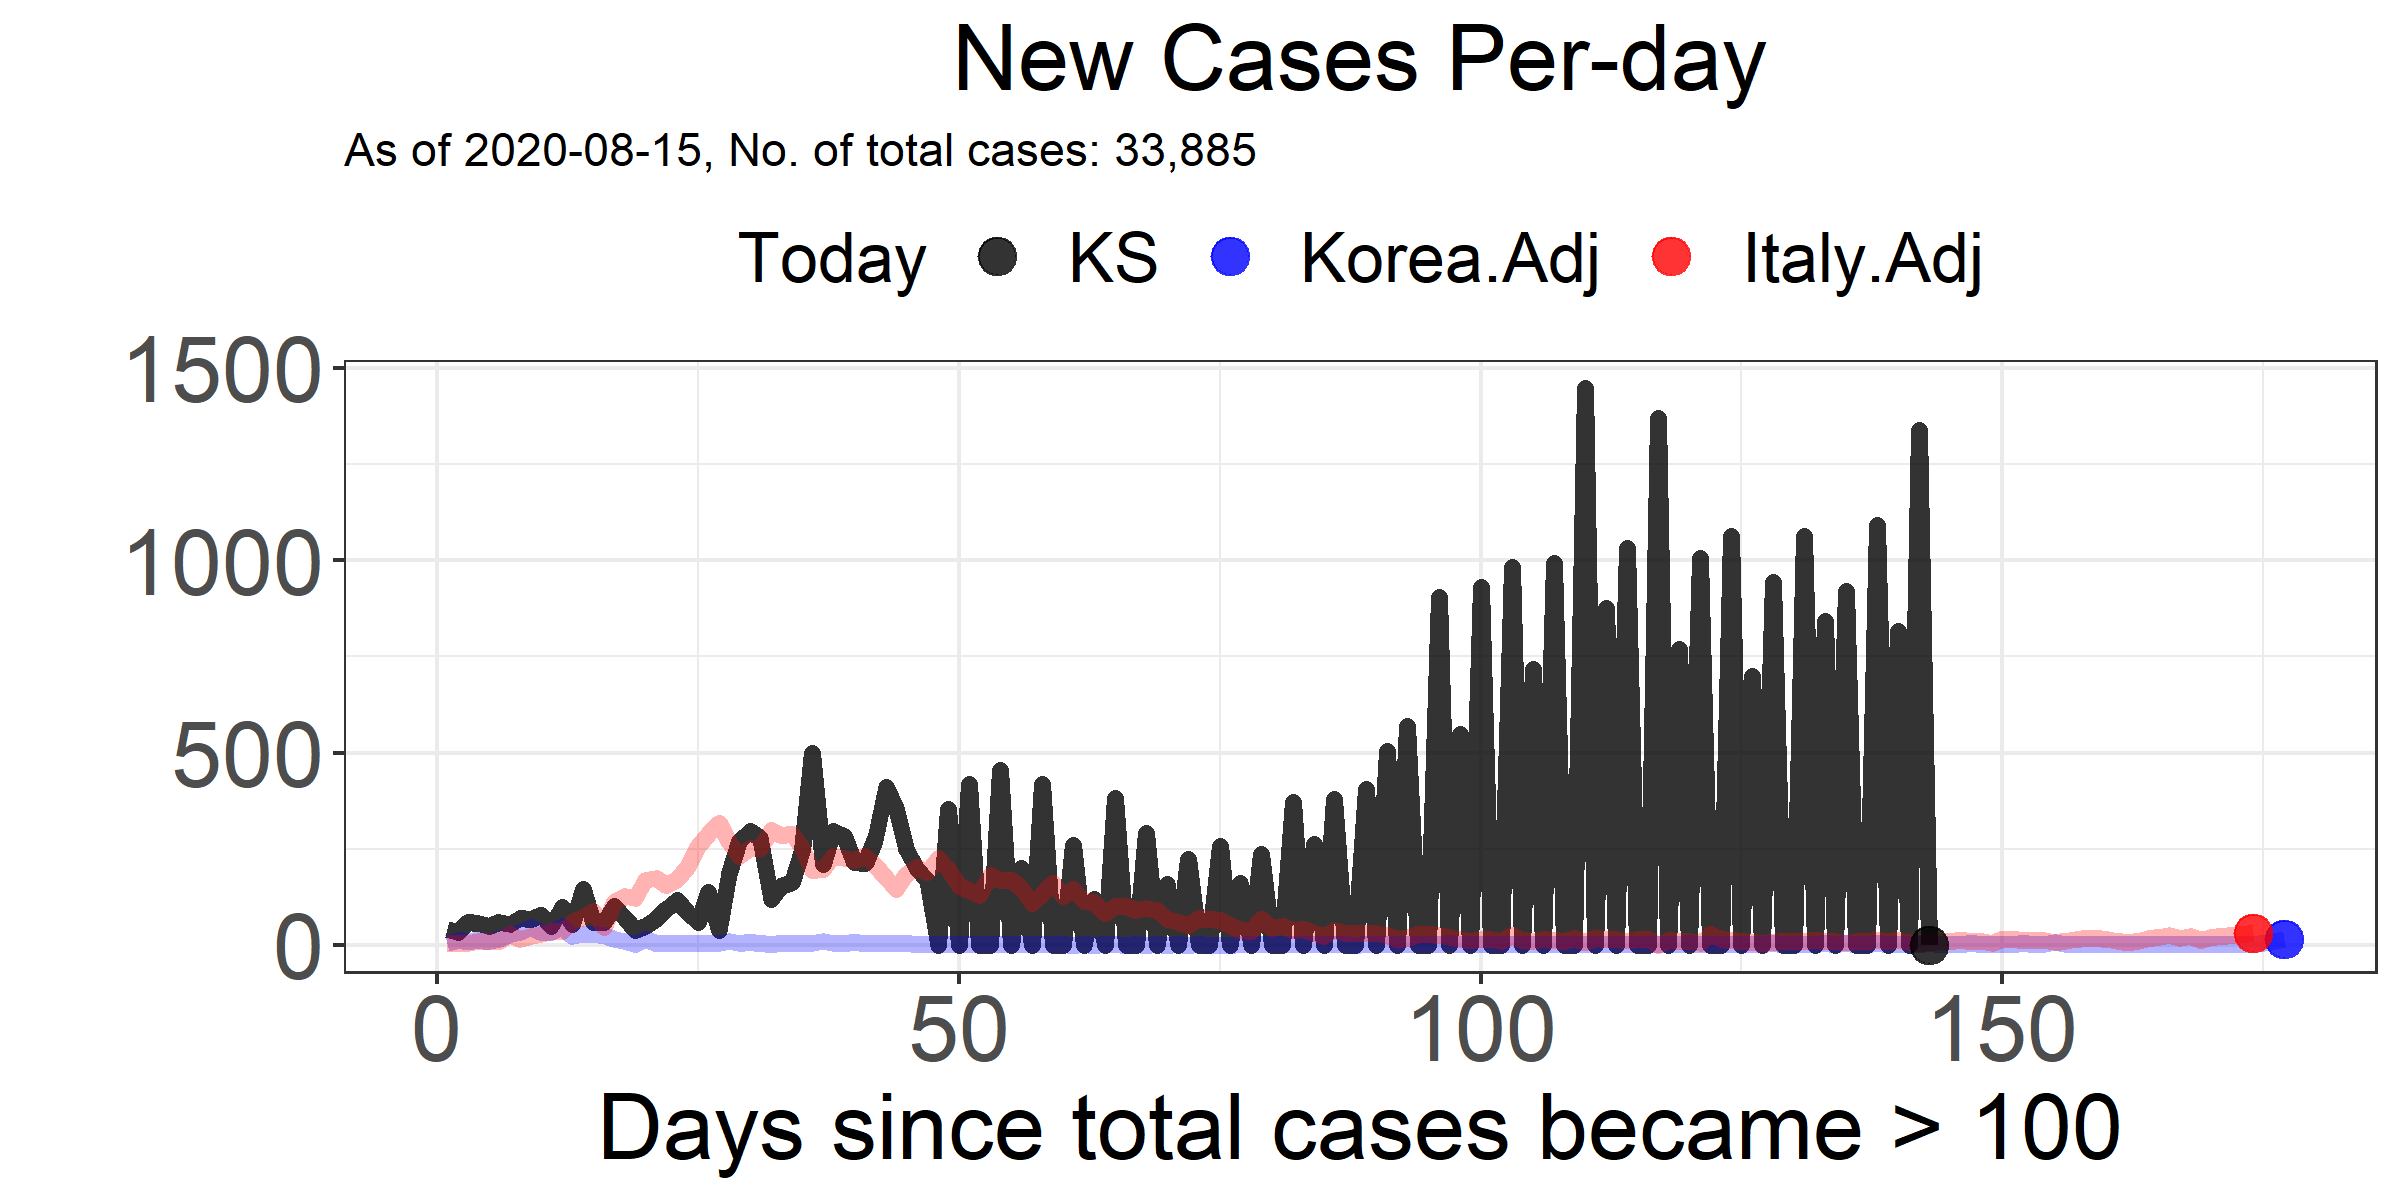 New Cases Per-day
As of 2020-08-15, No. of total cases: 33,885
Today KS Korea.Adj Italy.Adj
1500
1000
500
0
0 50 100 150
Days since total cases became > 100